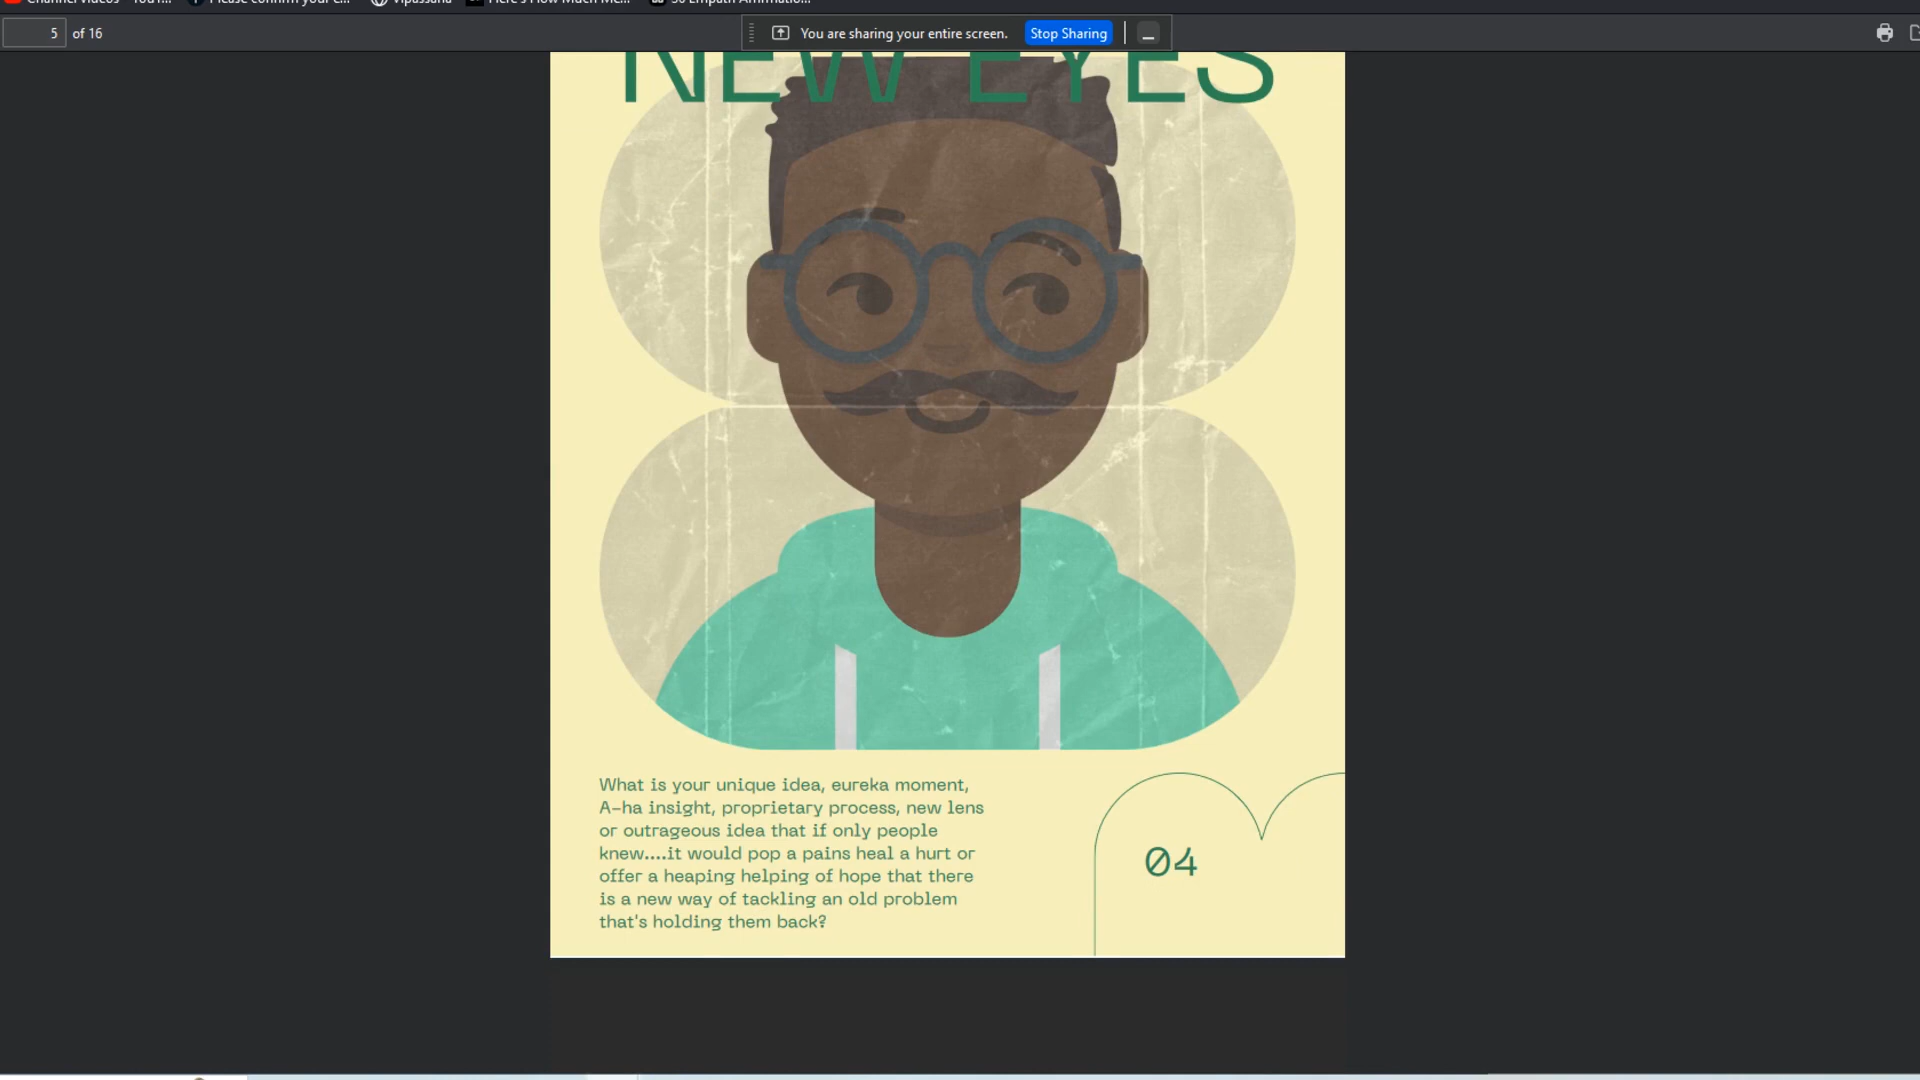 5 of 16
You are sharing your entire screen. Stop Sharing
NEW EYES
What is your unique idea, eureka moment,
A-ha insight, proprietary process, new lens
or outrageous idea that if only people
knew....it would pop a pains heal a hurt or
offer a heaping helping of hope that there
is a new way of tackling an old problem
that's holding them back?
04